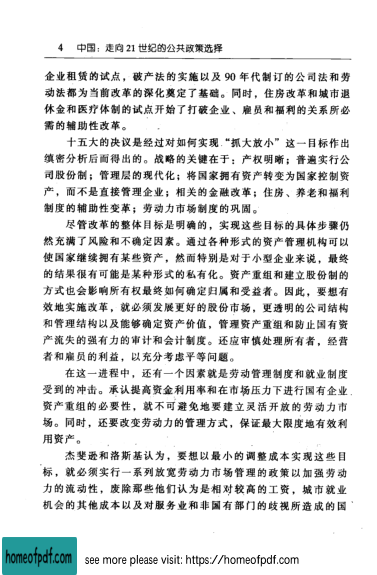 4 中国：走向21世纪的公共政策选择
企业租赁的试点，破产法的实施以及 90 年代制订的公司法和劳
动法都为当前改革的深化奠定了基础。同时，住房改革和城市退
休金和医疗体制的试点开始了打破企业、雇员和福利的关系所必
需的辅助性改革。
十五大的决议是经过对如何实现“抓大放小”这一目标作出
缜密分析后而得出的。战略的关键在于：产权明晰；普遍实行公
司股份制；管理层的现代化；将国家拥有资产转变为国家控制资
产，而不是直接管理企业；相关的金融改革；住房、养老和福利
制度的辅助性变革；劳动力市场制度的巩固。
尽管改革的整体目标是明确的，实现这些目标的具体步骤仍
然充满了风险和不确定因素。通过各种形式的资产管理机构可以
使国家继续拥有某些资产，然而特别是对于小型企业来说，最终
的结果很有可能是某种形式的私有化。资产重组和建立股份制的
方式也会影响所有权最终如何确定归属和受益者。因此，要想有
效地实施改革，就必须发展更好的股份市场，更透明的公司结构
和管理结构以及能够确定资产价值，管理资产重组和防止国有资
产流失的强有力的审计和会计制度。还应审慎处理所有者，经营
者和雇员的利益，以充分考虑平等问题。
在这一进程中，还有一个因素就是劳动管理制度和就业制度
受到的冲击。承认提高资金利用率和在市场压力下进行国有企业
资产重组的必要性，就不可避免地要建立灵活开放的劳动力市
场。同时，还要改变劳动力的管理方式，保证最大限度地有效利
用资产。
杰斐逊和洛斯基认为，要想以最小的调整成本实现这些目
标，就必须实行一系列放宽劳动力市场管理的政策以加强劳动
力的流动性，废除那些他们认为是相对较高的工资，城市就业
机会的其他成本以及对服务业和非国有部门的歧视所造成的国
homeofpdf.com
see more please visit: https://homeofpdf.com